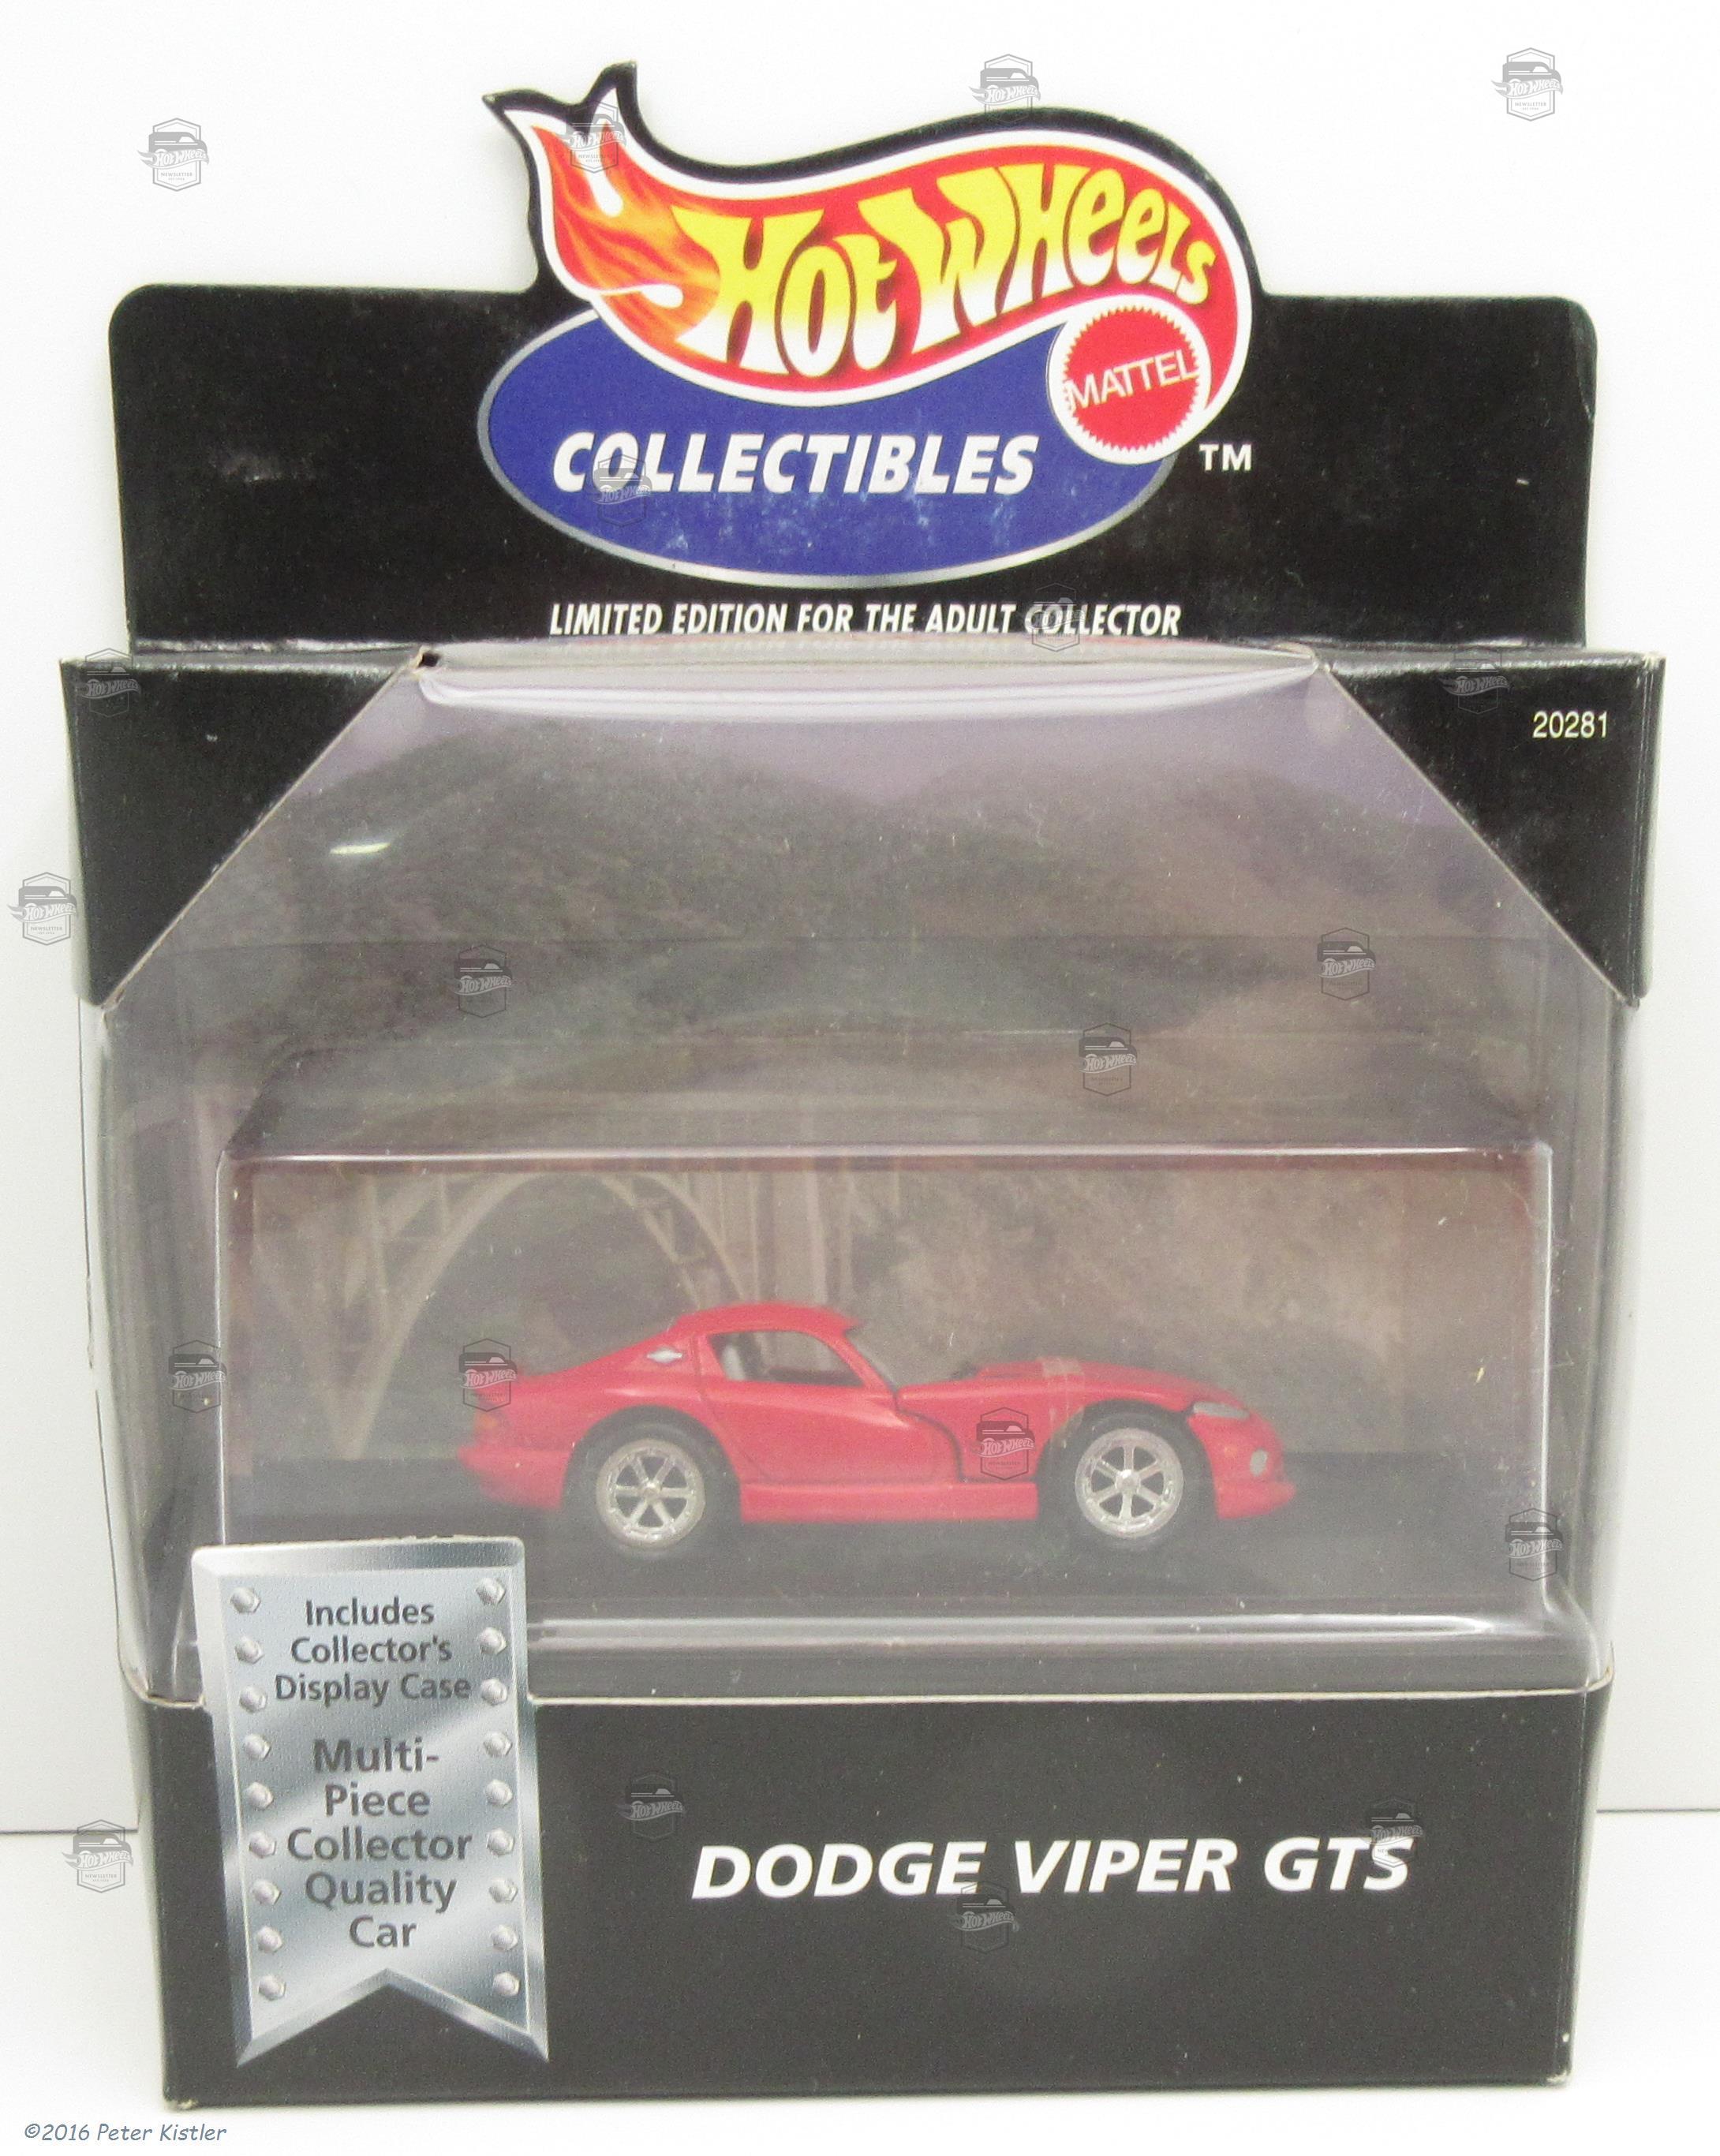 Hot Wheels
MATTEL
COLLECTIBLES
TM
LIMITED EDITION FOR THE ADULT COLLECTOR
20281
Includes
Collector's
Display Case
Multi-
Piece
Collector
Quality
Car
DODGE VIPER GTS
©2016 Peter Kistler